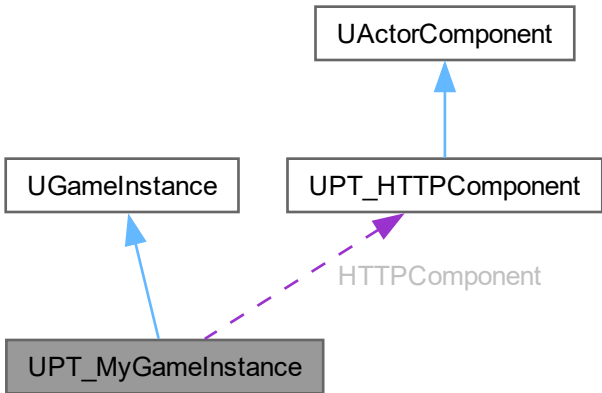 UActorComponent
UGameInstance
UPT_HTTPComponent
HTTPComponent
UPT_MyGameInstance